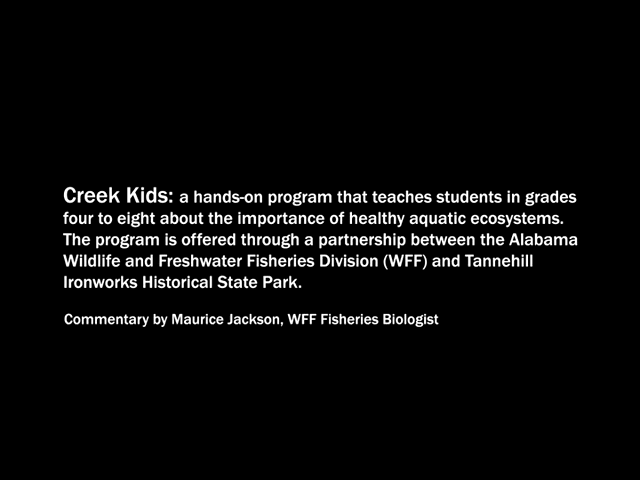 Creek Kids: a hands-on program that teaches students in grades
four to eight about the importance of healthy aquatic ecosystems.
The program is offered through a partnership between the Alabama
Wildlife and Freshwater Fisheries Division (WFF) and Tannehill
Ironworks Historical State Park.
Commentary by Maurice Jackson, WFF Fisheries Biologist